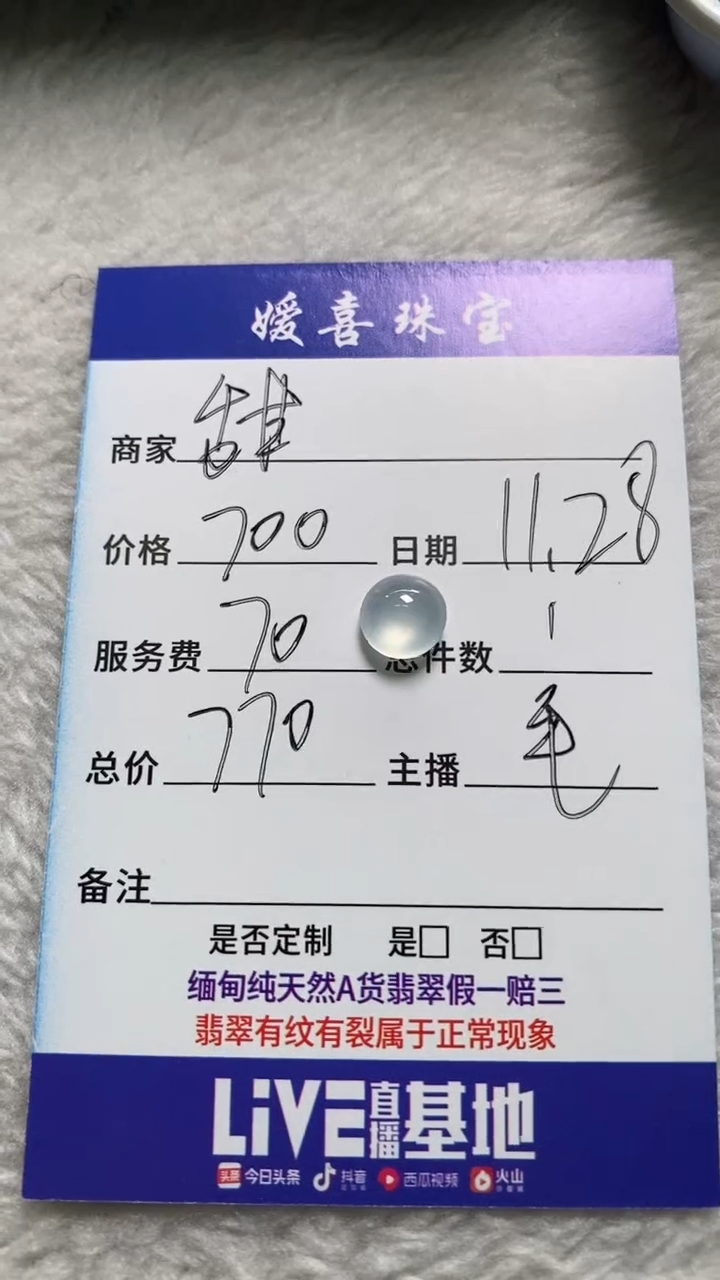 媛喜珠宝
商家
价格 700 日期 11.28
服务费 70 总件数 1
总价 770 主播 毛
备注
是否定制 是□ 否□
缅甸纯天然A货翡翠假一赔三
翡翠有纹有裂属于正常现象
LiVE直播基地
头条 今日头条 抖音 西瓜视频 火山